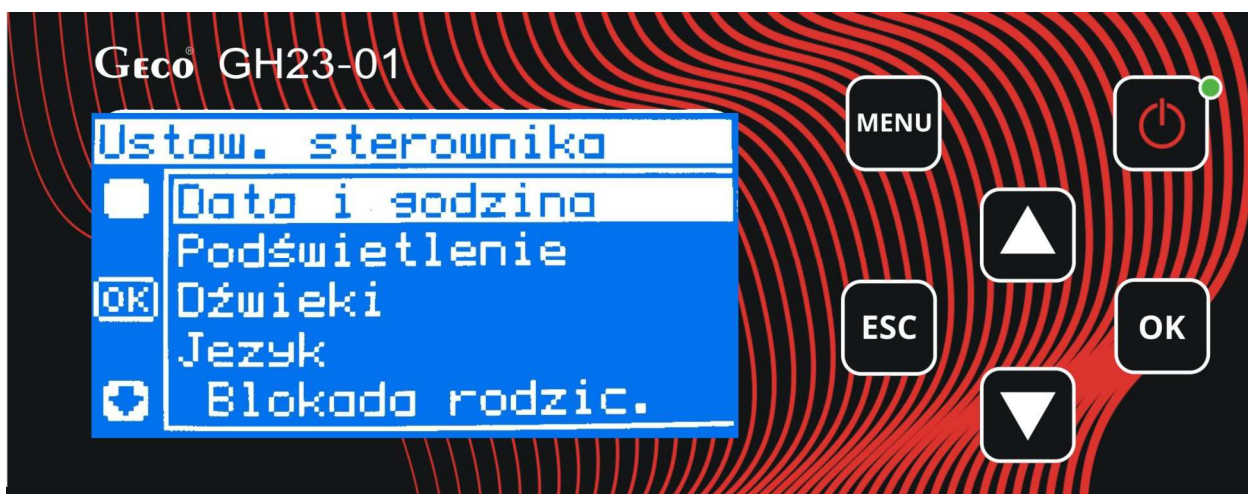 GECO® GH23-01
Ustaw. sterownika
Data i godzina
Podświetlenie
OK
Dźwieki
Jezyk
Blokada rodzic.
MENU
ESC
OK